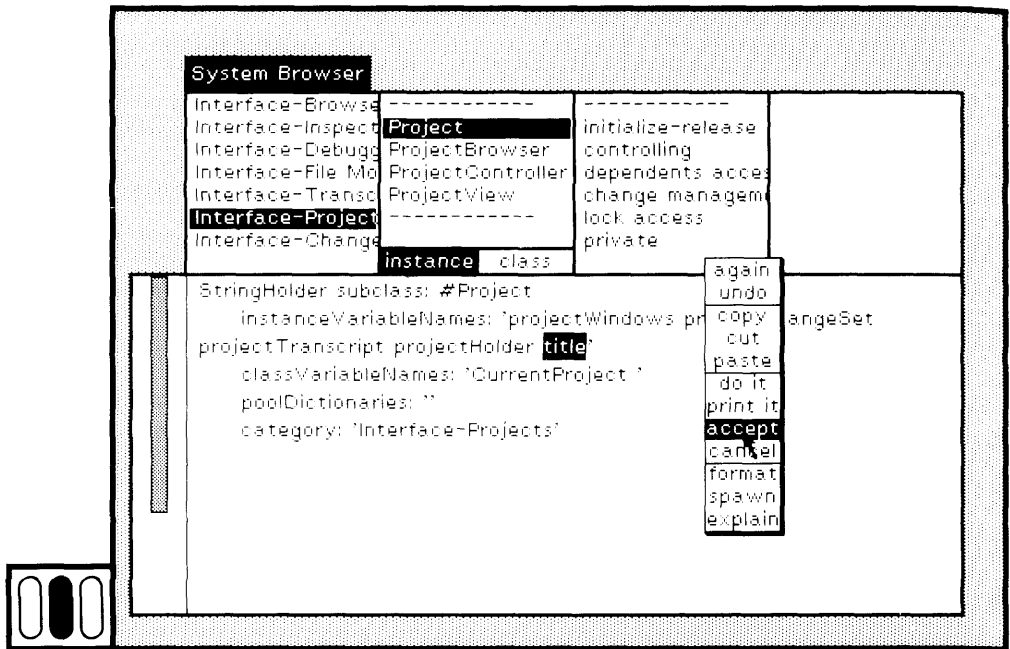 System Browser
Interface-Browse
Interface-Inspect
Interface-Debugg
Interface-File Mo
Interface-Transc
Interface-Project
Interface-Change
------------
Project
ProjectBrowser
ProjectController
ProjectView
------------
instance class
------------
initialize-release
controlling
dependents acces
change managem
lock access
private
StringHolder subclass: #Project
instanceVariableNames: 'projectWindows pr angeSet
projectTranscript projectHolder title'
classVariableNames: 'CurrentProject '
poolDictionaries: ''
category: 'Interface-Projects'
again
undo
copy
cut
paste
do it
print it
accept
cancel
format
spawn
explain